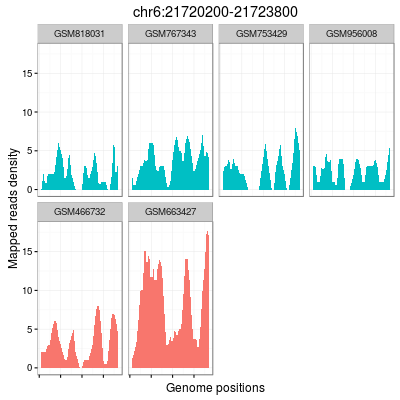 chr6:21720200-21723800
GSM818031 GSM767343 GSM753429 GSM956008
15
10
5
0
Mapped reads density
GSM466732 GSM663427
15
10
5
0
Genome positions